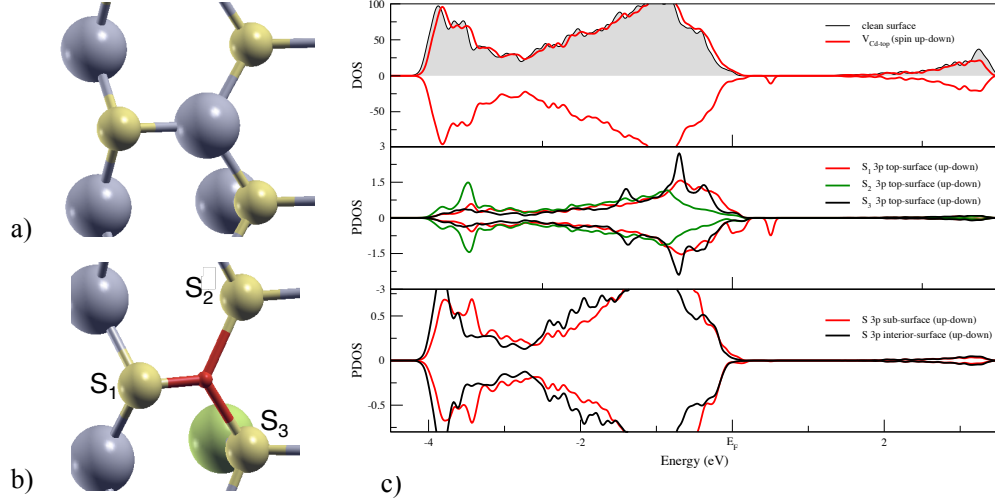 a)
b)
S₁
S₂
S₃
c)
DOS
100
50
0
-50
3
clean surface
V_Cd-top (spin up-down)
PDOS
1.5
0
-1.5
-3
S₁ 3p top-surface (up-down)
S₂ 3p top-surface (up-down)
S₃ 3p top-surface (up-down)
PDOS
0.5
0
-0.5
S 3p sub-surface (up-down)
S 3p interior-surface (up-down)
-4
-2
E_F
2
Energy (eV)